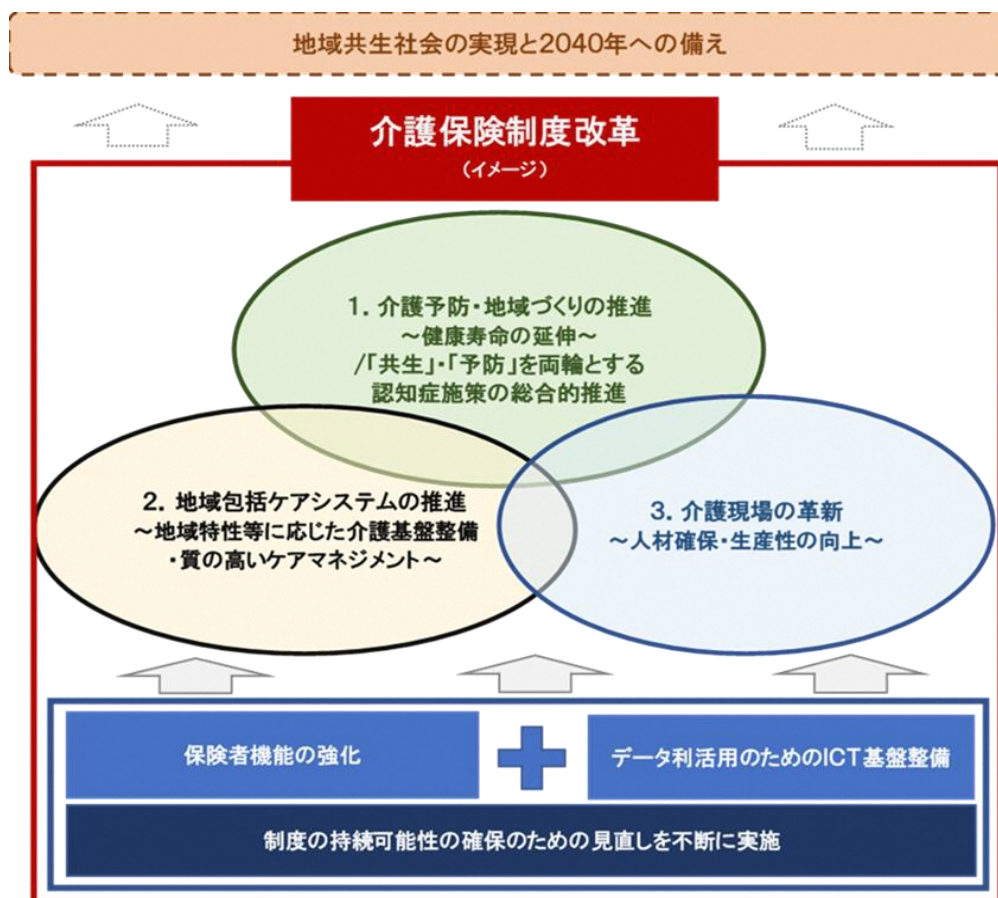 地域共生社会の実現と2040年への備え
介護保険制度改革
(イメージ)
1. 介護予防・地域づくりの推進
~健康寿命の延伸~
/「共生」・「予防」を両輪とする
認知症施策の総合的推進
2. 地域包括ケアシステムの推進
~地域特性等に応じた介護基盤整備
・質の高いケアマネジメント~
3. 介護現場の革新
~人材確保・生産性の向上~
保険者機能の強化
データ利活用のためのICT基盤整備
制度の持続可能性の確保のための見直しを不断に実施